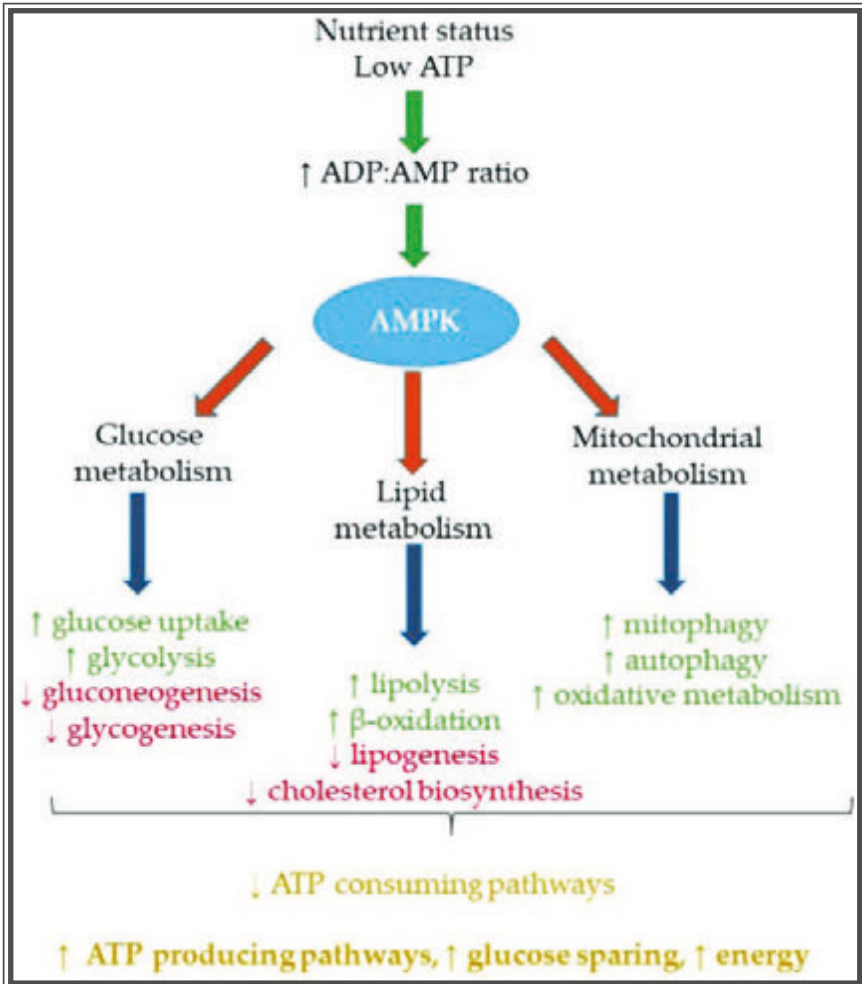 Nutrient status
Low ATP
↑ ADP:AMP ratio
AMPK
Glucose
metabolism
Lipid
metabolism
Mitochondrial
metabolism
↑ glucose uptake
↑ glycolysis
↓ gluconeogenesis
↓ glycogenesis
↑ lipolysis
↑ β-oxidation
↓ lipogenesis
↓ cholesterol biosynthesis
↑ mitophagy
↑ autophagy
↑ oxidative metabolism
↓ ATP consuming pathways
↑ ATP producing pathways, ↑ glucose sparing, ↑ energy